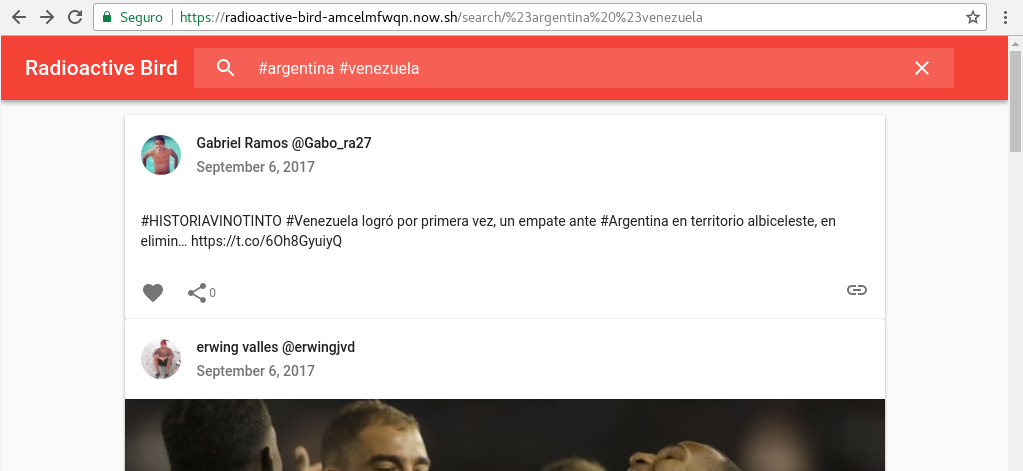 Seguro https://radioactive-bird-amcelmfwqn.now.sh/search/%23argentina%20%23venezuela
Radioactive Bird #argentina #venezuela
Gabriel Ramos @Gabo_ra27
September 6, 2017
#HISTORIAVINOTINTO #Venezuela logró por primera vez, un empate ante #Argentina en territorio albiceleste, en
elimin… https://t.co/6Oh8GyuiyQ
0
erwing valles @erwingjvd
September 6, 2017